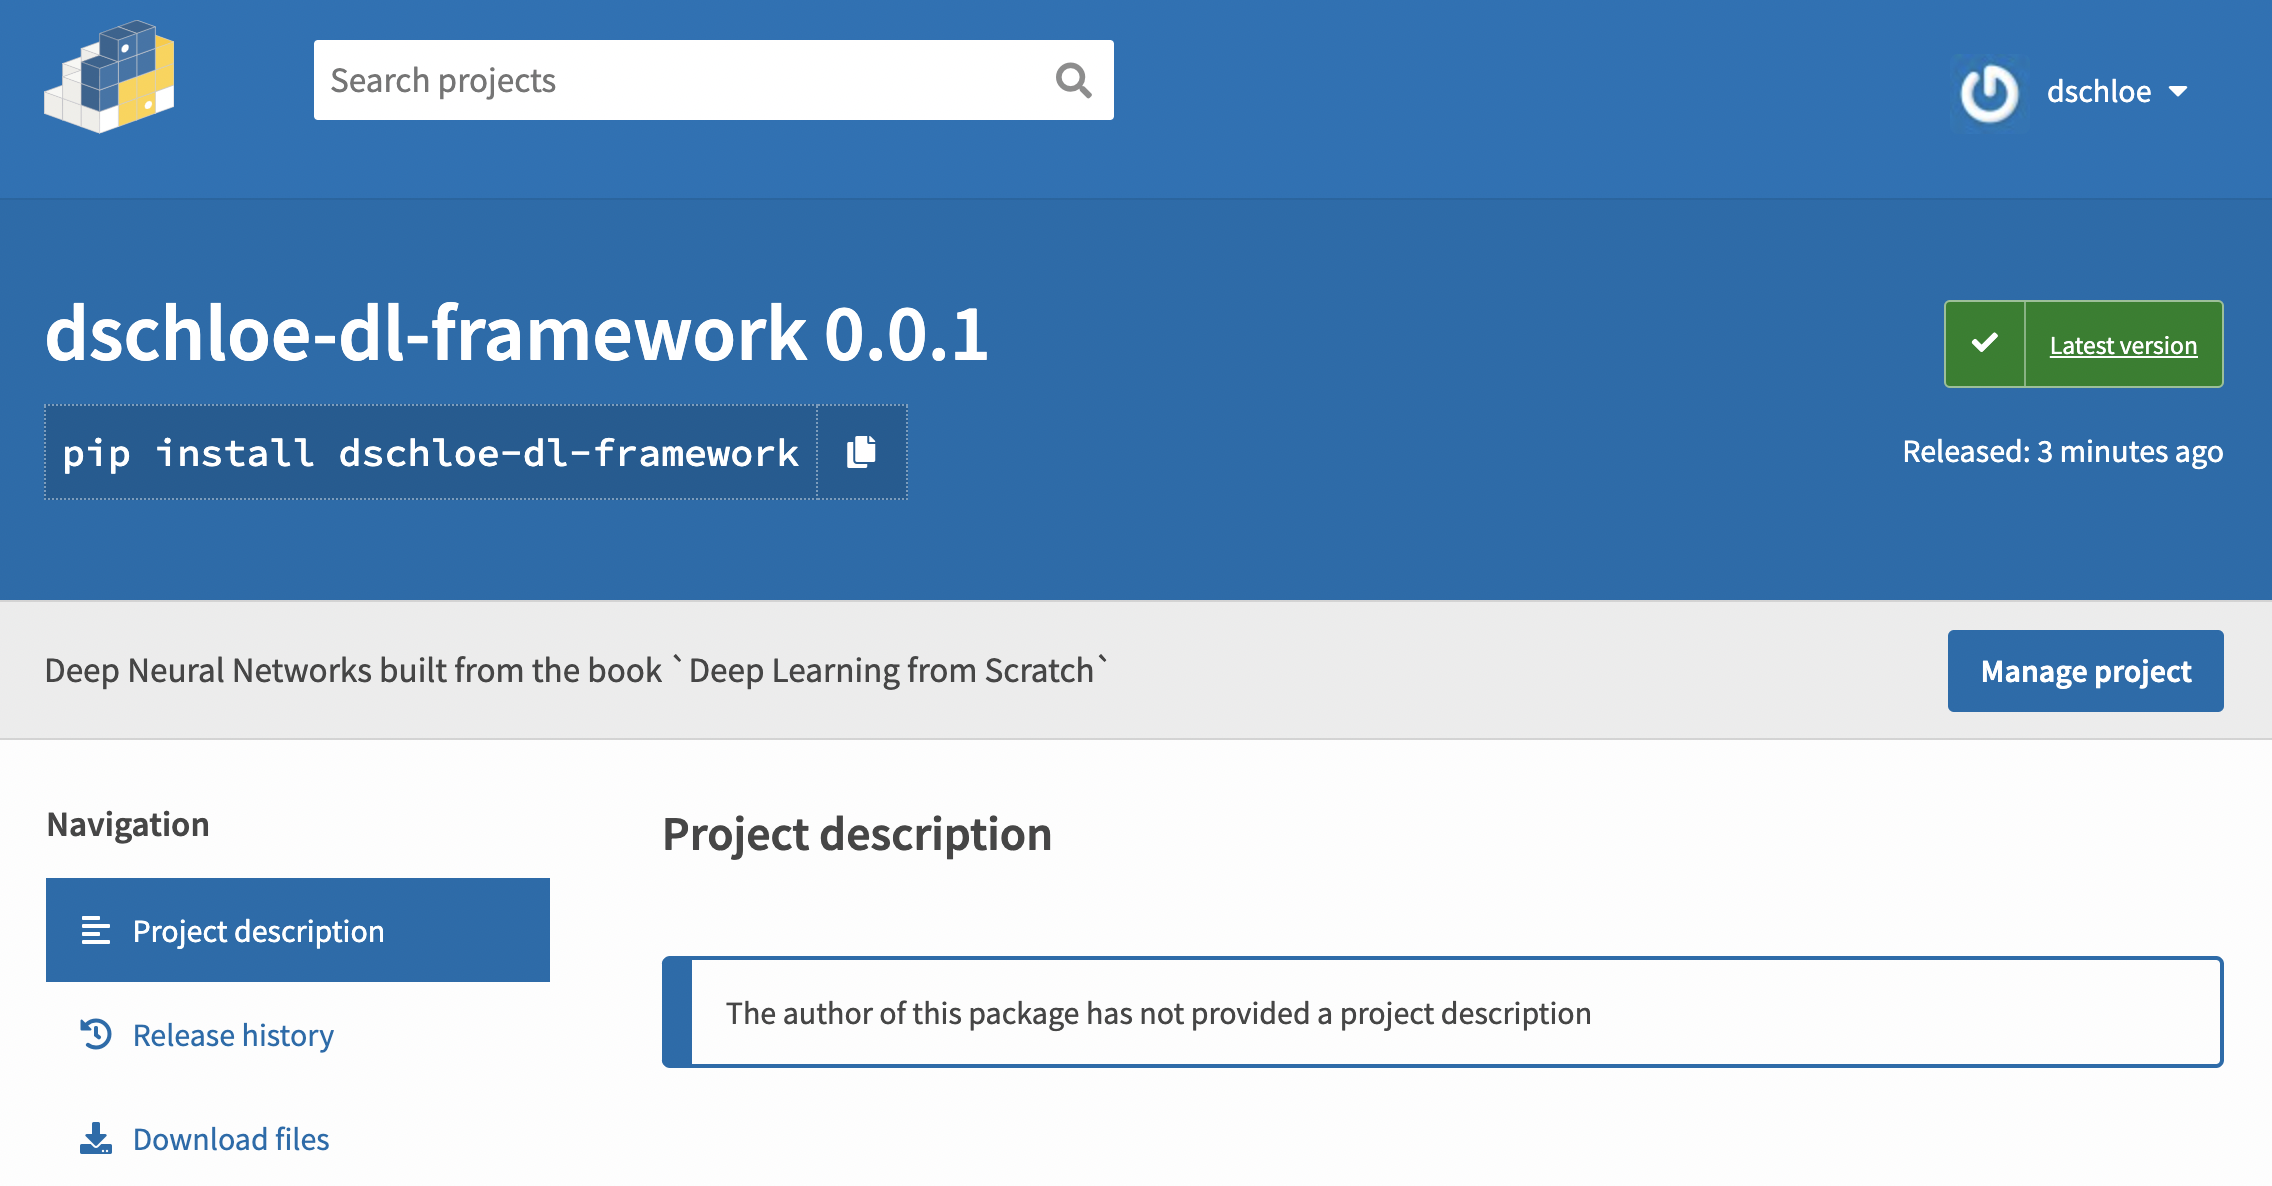 Search projects
dschloe
dschloe-dl-framework 0.0.1
Latest version
pip install dschloe-dl-framework
Released: 3 minutes ago
Deep Neural Networks built from the book `Deep Learning from Scratch`
Manage project
Navigation
Project description
Release history
Download files
Project description
The author of this package has not provided a project description